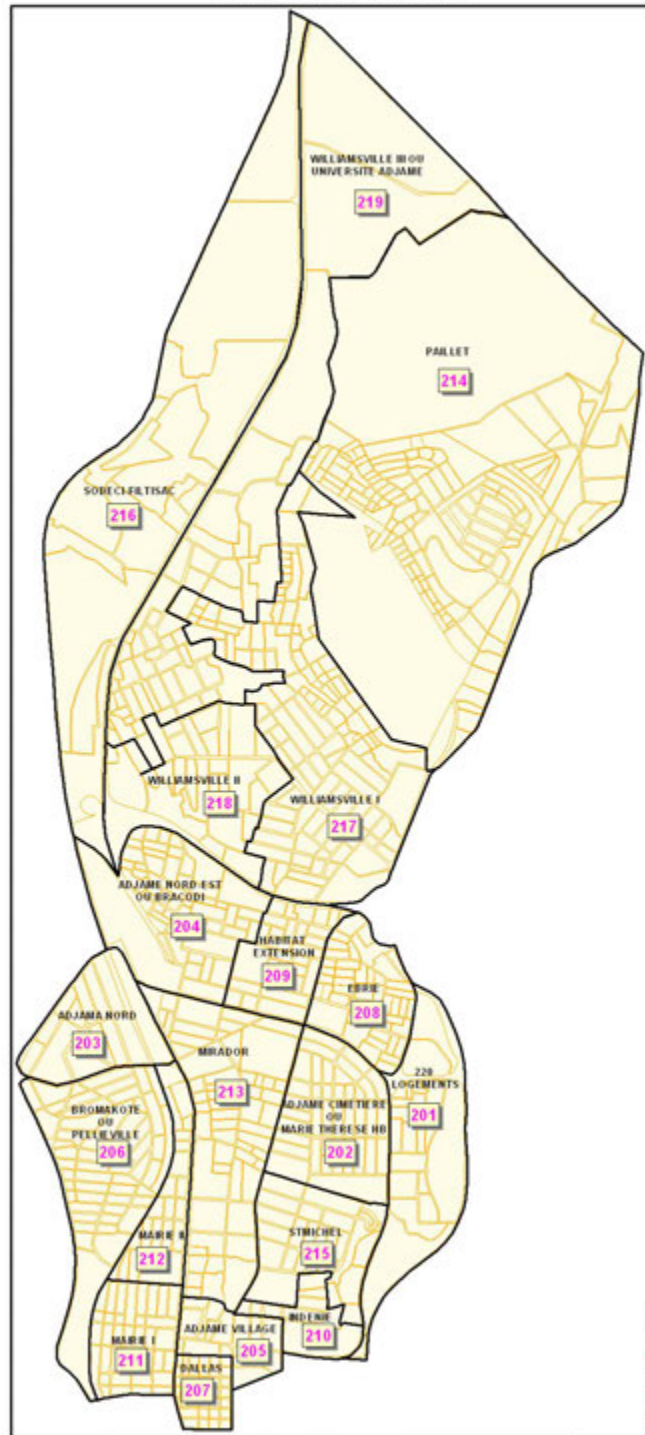 WILLIAMSVILLE III OU
UNIVERSITE ADJAME
219
PAILLET
214
SODECI-FILTISAC
216
WILLIAMSVILLE II
218
WILLIAMSVILLE I
217
ADJAME NORD EST
OU BRACODI
204
HABITAT
EXTENSION
209
EBRIE
208
ADJAMA NORD
203
MIRADOR
213
220
LOGEMENTS
201
BROMAKOTE
OU
PELLIEVILLE
206
ADJAME CIMETIERE
OU
MARIE THERESE HB
202
MAIRIE II
212
STMICHEL
215
INDENIE
210
ADJAME VILLAGE
205
MAIRIE I
211
DALLAS
207